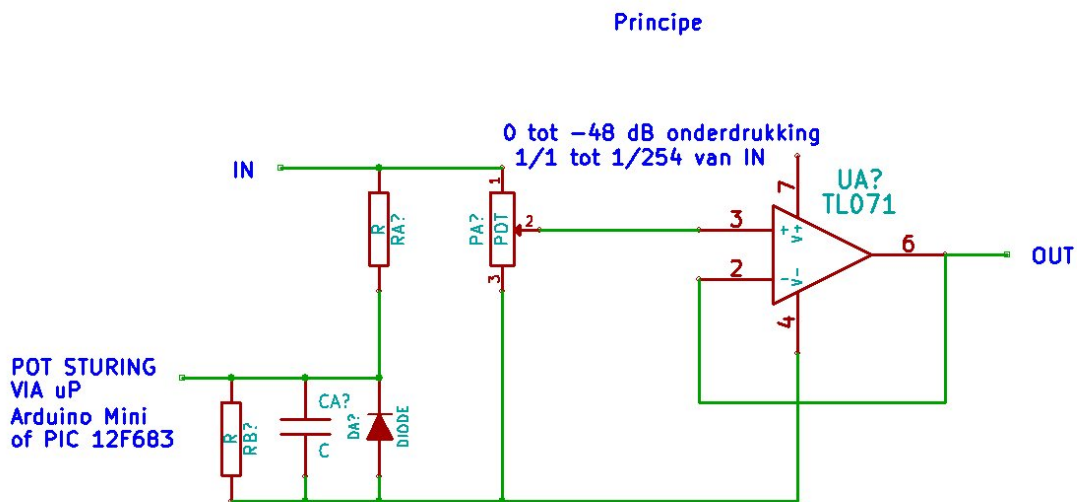 Principe
0 tot -48 dB onderdrukking
1/1 tot 1/254 van IN
IN
1
7
UA?
TL071
R
RA?
PA?
POT
2
3
+
V+
6
OUT
2
-
V-
3
4
POT STURING
VIA uP
Arduino Mini
of PIC 12F683
R
RB?
CA?
C
DA?
DIODE